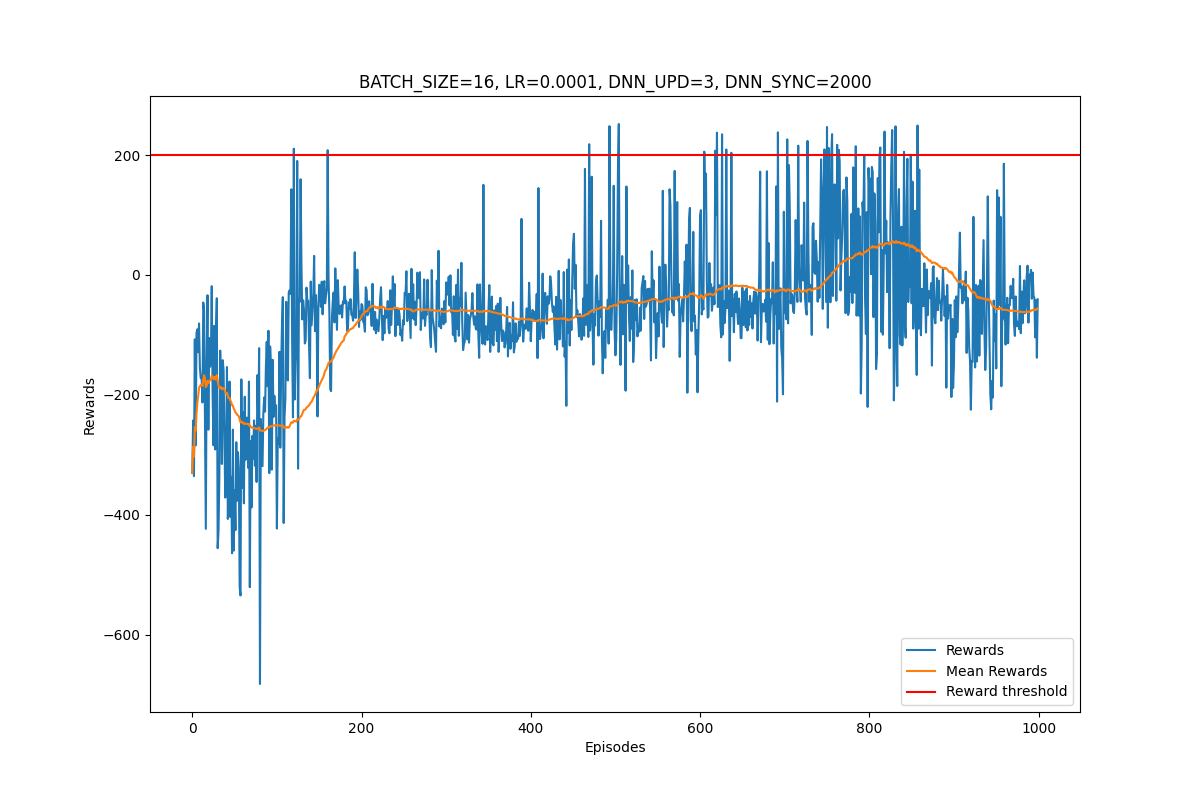 BATCH_SIZE=16, LR=0.0001, DNN_UPD=3, DNN_SYNC=2000
200
0
−200
−400
−600
Rewards
0
200
400
600
800
1000
Episodes
Rewards
Mean Rewards
Reward threshold